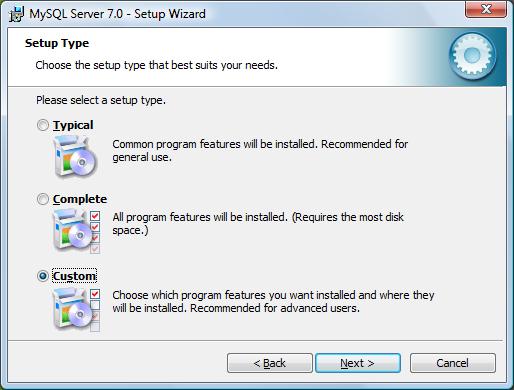 MySQL Server 7.0 - Setup Wizard
Setup Type
Choose the setup type that best suits your needs.
Please select a setup type.
Typical
Common program features will be installed. Recommended for
general use.
Complete
All program features will be installed. (Requires the most disk
space.)
Custom
Choose which program features you want installed and where they
will be installed. Recommended for advanced users.
< Back
Next >
Cancel